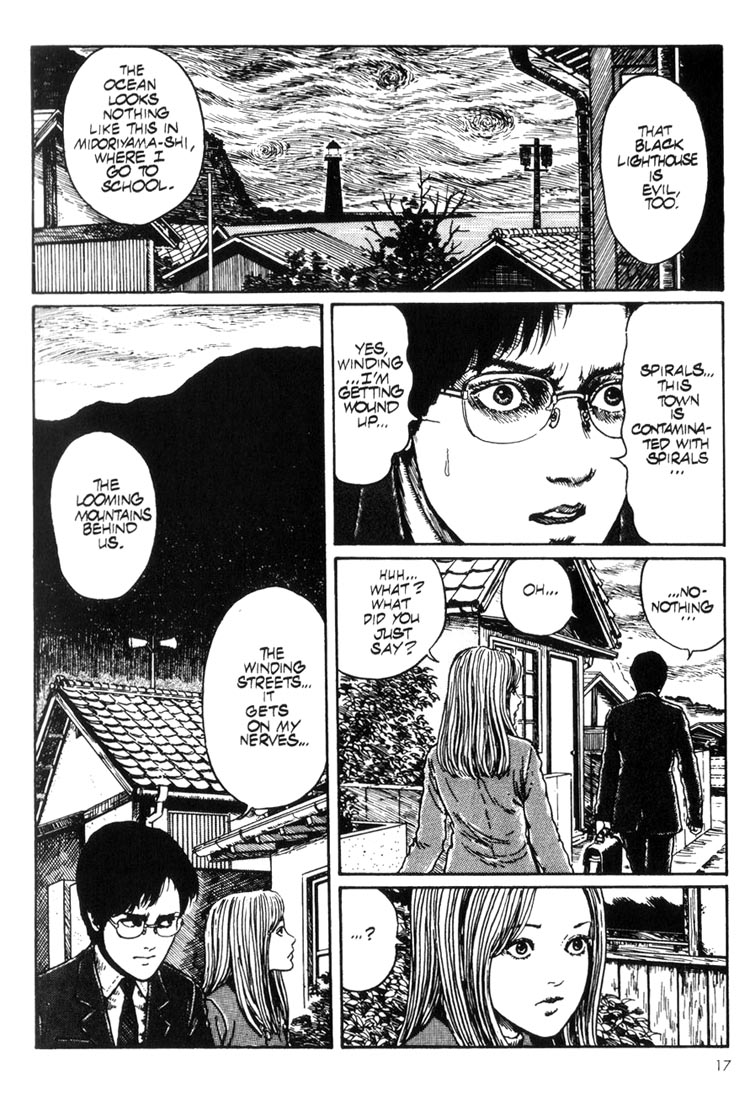 THE
OCEAN
LOOKS
NOTHING
LIKE THIS IN
MIDORIYAMA-SHI,
WHERE I
GO TO
SCHOOL.
THAT
BLACK
LIGHTHOUSE
IS
EVIL,
TOO.
THE
LOOMING
MOUNTAINS
BEHIND
US.
THE
WINDING
STREETS...
IT
GETS
ON MY
NERVES...
YES,
WINDING
...I'M
GETTING
WOUND
UP...
SPIRALS...
THIS
TOWN
IS
CONTAMINA-
TED WITH
SPIRALS
...
HUH...
WHAT?
WHAT
DID YOU
JUST
SAY?
OH...
...NO-
NOTHING
...
...?
17